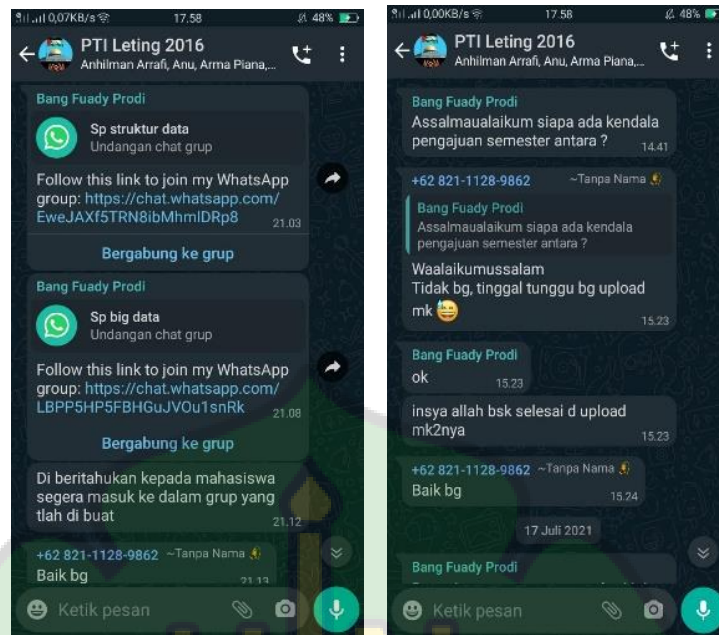 0,07KB/s 17.58 48%
PTI Leting 2016
Anhilman Arrafi, Anu, Arma Piana,...
Bang Fuady Prodi
Sp struktur data
Undangan chat grup
Follow this link to join my WhatsApp
group: https://chat.whatsapp.com/
EweJAXf5TRN8ibMhmlDRp8 21.03
Bergabung ke grup
Bang Fuady Prodi
Sp big data
Undangan chat grup
Follow this link to join my WhatsApp
group: https://chat.whatsapp.com/
LBPP5HP5FBHGuJVOu1snRk 21.08
Bergabung ke grup
Di beritahukan kepada mahasiswa
segera masuk ke dalam grup yang
tlah di buat 21.12
+62 821-1128-9862 ~Tanpa Nama
Baik bg 21.13
Ketik pesan
0,00KB/s 17.58 48%
PTI Leting 2016
Anhilman Arrafi, Anu, Arma Piana,...
Bang Fuady Prodi
Assalmaualaikum siapa ada kendala
pengajuan semester antara ? 14.41
+62 821-1128-9862 ~Tanpa Nama
Bang Fuady Prodi
Assalmaualaikum siapa ada kendala
pengajuan semester antara ?
Waalaikumussalam
Tidak bg, tinggal tunggu bg upload
mk 😅 15.23
Bang Fuady Prodi
ok 15.23
insya allah bsk selesai d upload
mk2nya 15.23
+62 821-1128-9862 ~Tanpa Nama
Baik bg 15.24
17 Juli 2021
Bang Fuady Prodi
Ketik pesan